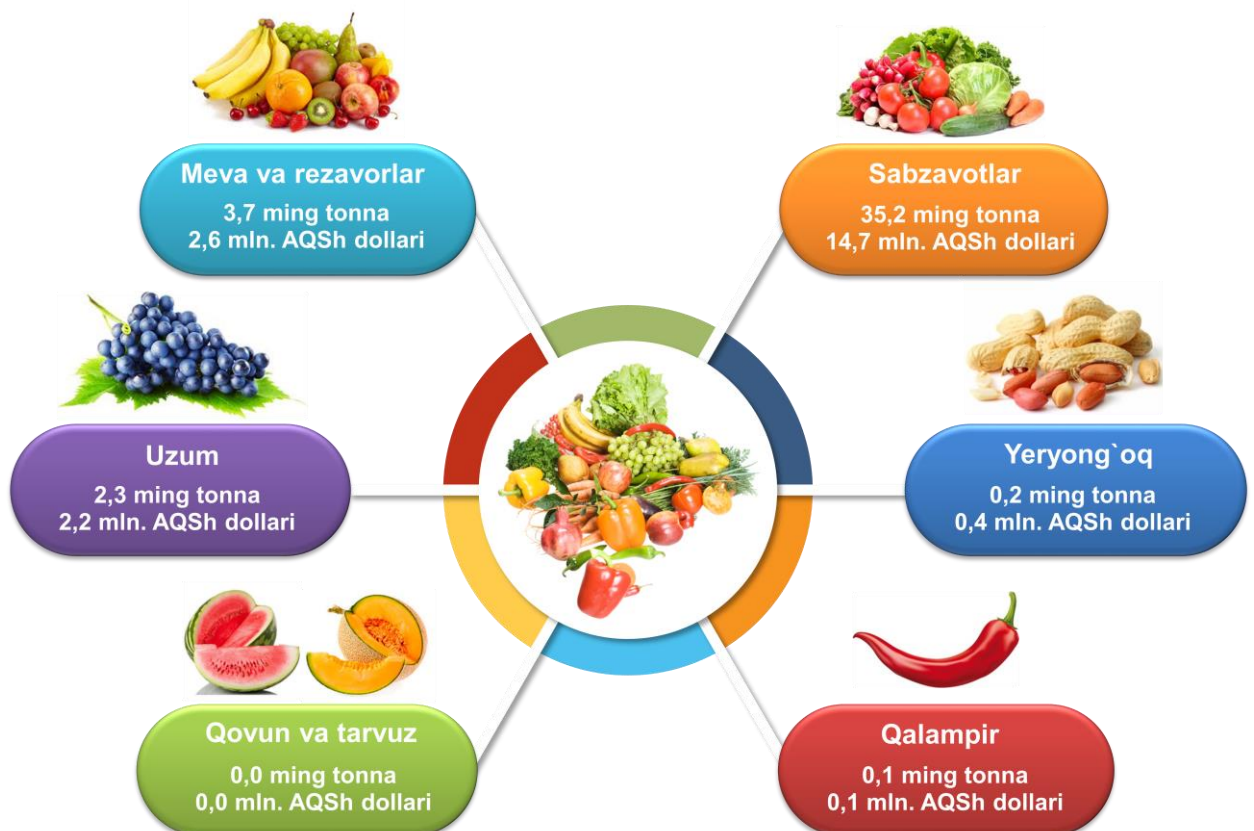 Meva va rezavorlar
3,7 ming tonna
2,6 mln. AQSh dollari
Sabzavotlar
35,2 ming tonna
14,7 mln. AQSh dollari
Uzum
2,3 ming tonna
2,2 mln. AQSh dollari
Yeryong`oq
0,2 ming tonna
0,4 mln. AQSh dollari
Qovun va tarvuz
0,0 ming tonna
0,0 mln. AQSh dollari
Qalampir
0,1 ming tonna
0,1 mln. AQSh dollari